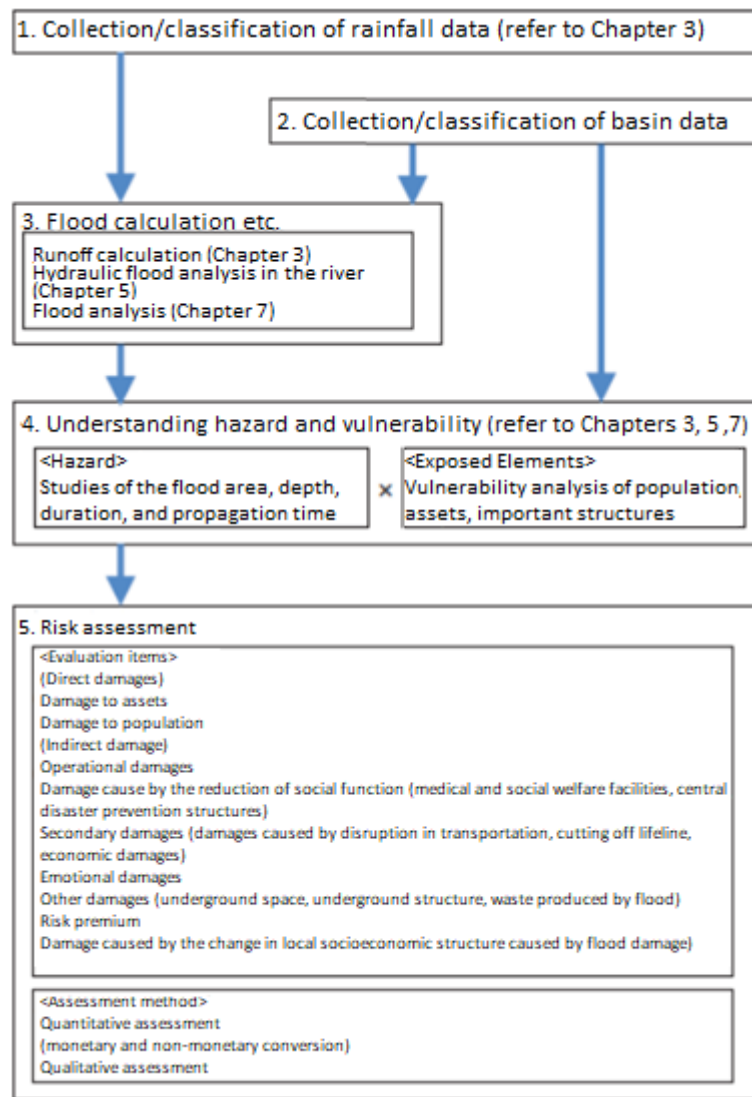 1. Collection/classification of rainfall data (refer to Chapter 3)
2. Collection/classification of basin data
3. Flood calculation etc.
Runoff calculation (Chapter 3)
Hydraulic flood analysis in the river
(Chapter 5)
Flood analysis (Chapter 7)
4. Understanding hazard and vulnerability (refer to Chapters 3, 5 ,7)
<Hazard>
Studies of the flood area, depth,
duration, and propagation time
×
<Exposed Elements>
Vulnerability analysis of population,
assets, important structures
5. Risk assessment
<Evaluation items>
(Direct damages)
Damage to assets
Damage to population
(Indirect damage)
Operational damages
Damage cause by the reduction of social function (medical and social welfare facilities, central
disaster prevention structures)
Secondary damages (damages caused by disruption in transportation, cutting off lifeline,
economic damages)
Emotional damages
Other damages (underground space, underground structure, waste produced by flood)
Risk premium
Damage caused by the change in local socioeconomic structure caused by flood damage)
<Assessment method>
Quantitative assessment
(monetary and non-monetary conversion)
Qualitative assessment